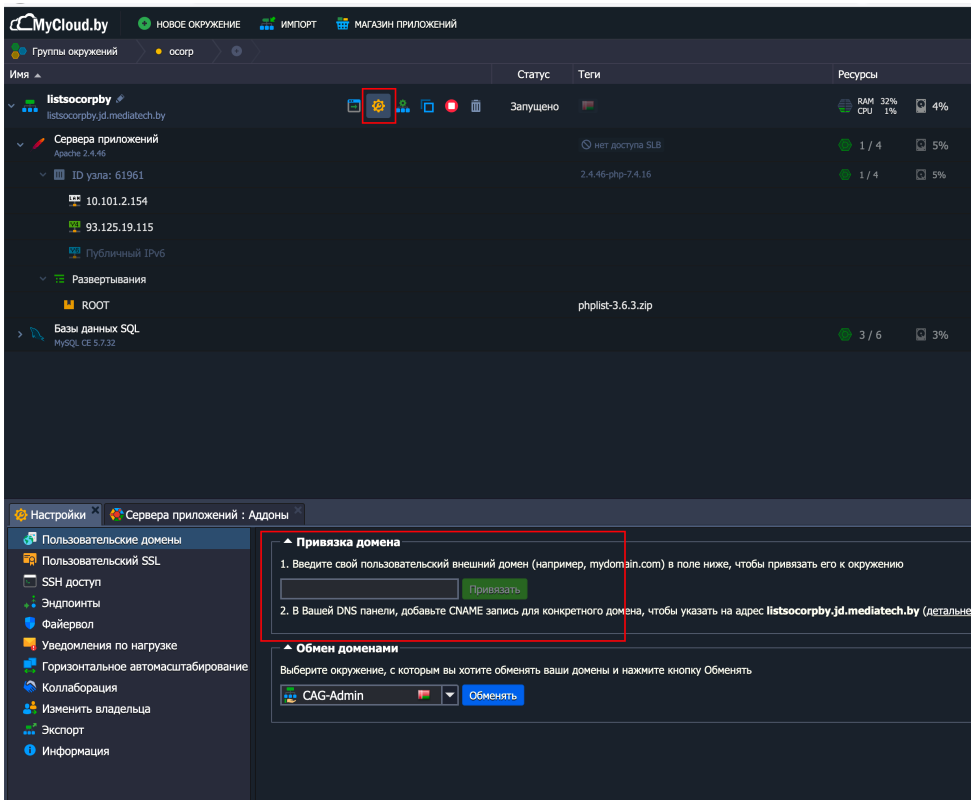 MyCloud.by
НОВОЕ ОКРУЖЕНИЕ ИМПОРТ МАГАЗИН ПРИЛОЖЕНИЙ
Группы окружений ocorp
Имя Статус Теги Ресурсы
listsocorpby
listsocorpby.jd.mediatech.by
Запущено
RAM 32%
CPU 1%
4%
Сервера приложений
Apache 2.4.46
нет доступа SLB 1 / 4 5%
ID узла: 61961 2.4.46-php-7.4.16 1 / 4 5%
LAN 10.101.2.154
V4 93.125.19.115
Публичный IPv6
Развертывания
ROOT phplist-3.6.3.zip
Базы данных SQL
MySQL CE 5.7.32
3 / 6 3%
Настройки Сервера приложений : Аддоны
Пользовательские домены
Пользовательский SSL
SSH доступ
Эндпоинты
Файервол
Уведомления по нагрузке
Горизонтальное автомасштабирование
Коллаборация
Изменить владельца
Экспорт
Информация
Привязка домена
1. Введите свой пользовательский внешний домен (например, mydomain.com) в поле ниже, чтобы привязать его к окружению
Привязать
2. В Вашей DNS панели, добавьте CNAME запись для конкретного домена, чтобы указать на адрес listsocorpby.jd.mediatech.by (детальне
Обмен доменами
Выберите окружение, с которым вы хотите обменять ваши домены и нажмите кнопку Обменять
CAG-Admin Обменять